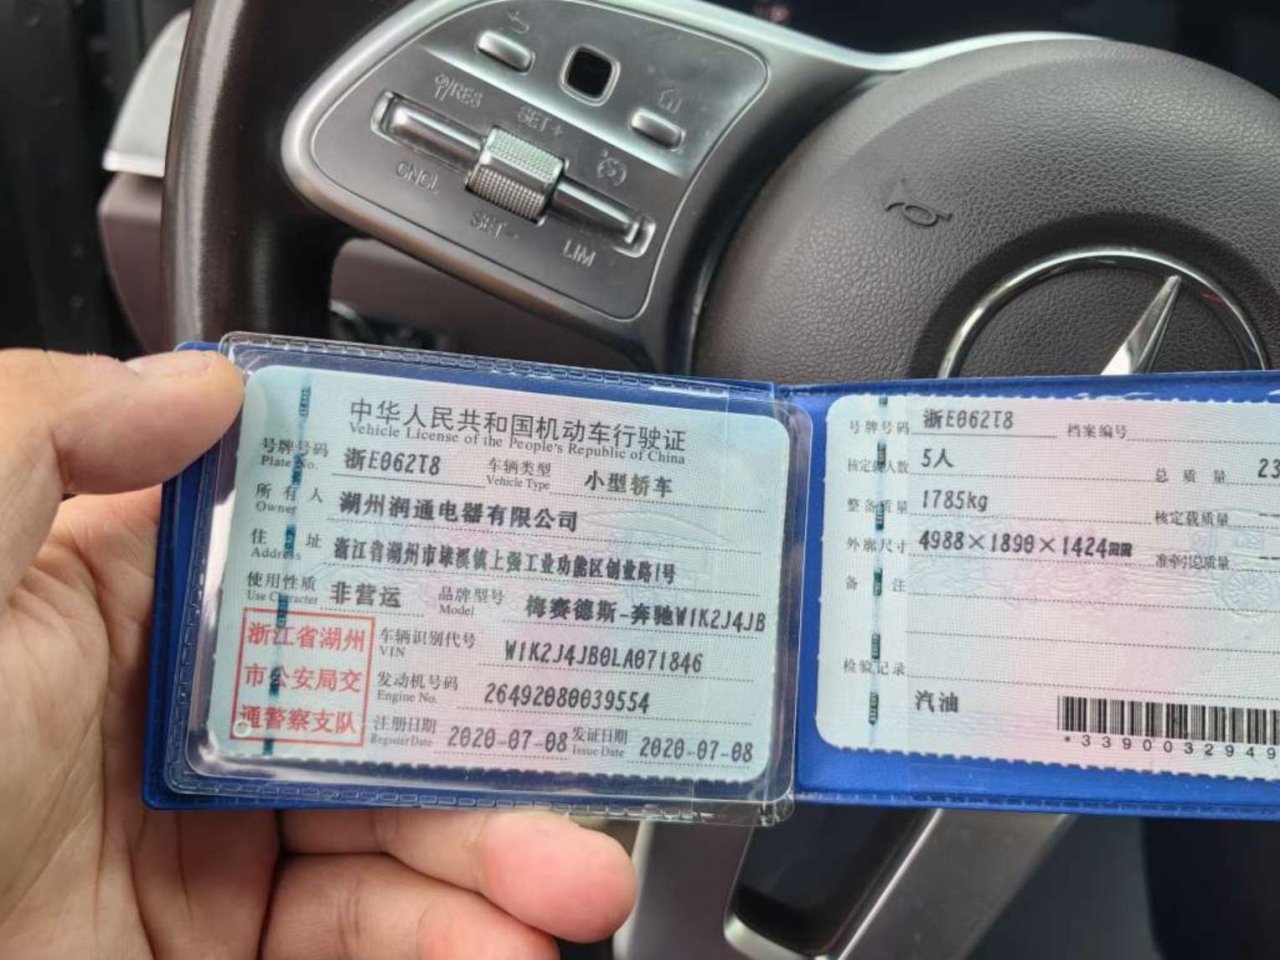 /RES
SET +
CNCL
SET -
LIM
中华人民共和国机动车行驶证
Vehicle License of the People's Republic of China
号牌号码 浙E062T8 车辆类型 小型轿车
Plate No. Vehicle Type
所有人 湖州润通电器有限公司
Owner
住址 浙江省湖州市埭溪镇上强工业功能区创业路1号
Address
使用性质 非营运 品牌型号 梅赛德斯-奔驰W1K2J4JB
Use Character Model
浙江省湖州
市公安局交
通警察支队
车辆识别代号 W1K2J4JB0LA071846
VIN
发动机号码 26492080039554
Engine No.
注册日期 2020-07-08 发证日期 2020-07-08
Register Date Issue Date
号牌号码 浙E062T8 档案编号
核定载人数 5人 总质量 23
整备质量 1785kg 核定载质量 --
外廓尺寸 4988×1890×1424mm 准牵引总质量 --
备注
检验记录
汽油
*3390032949